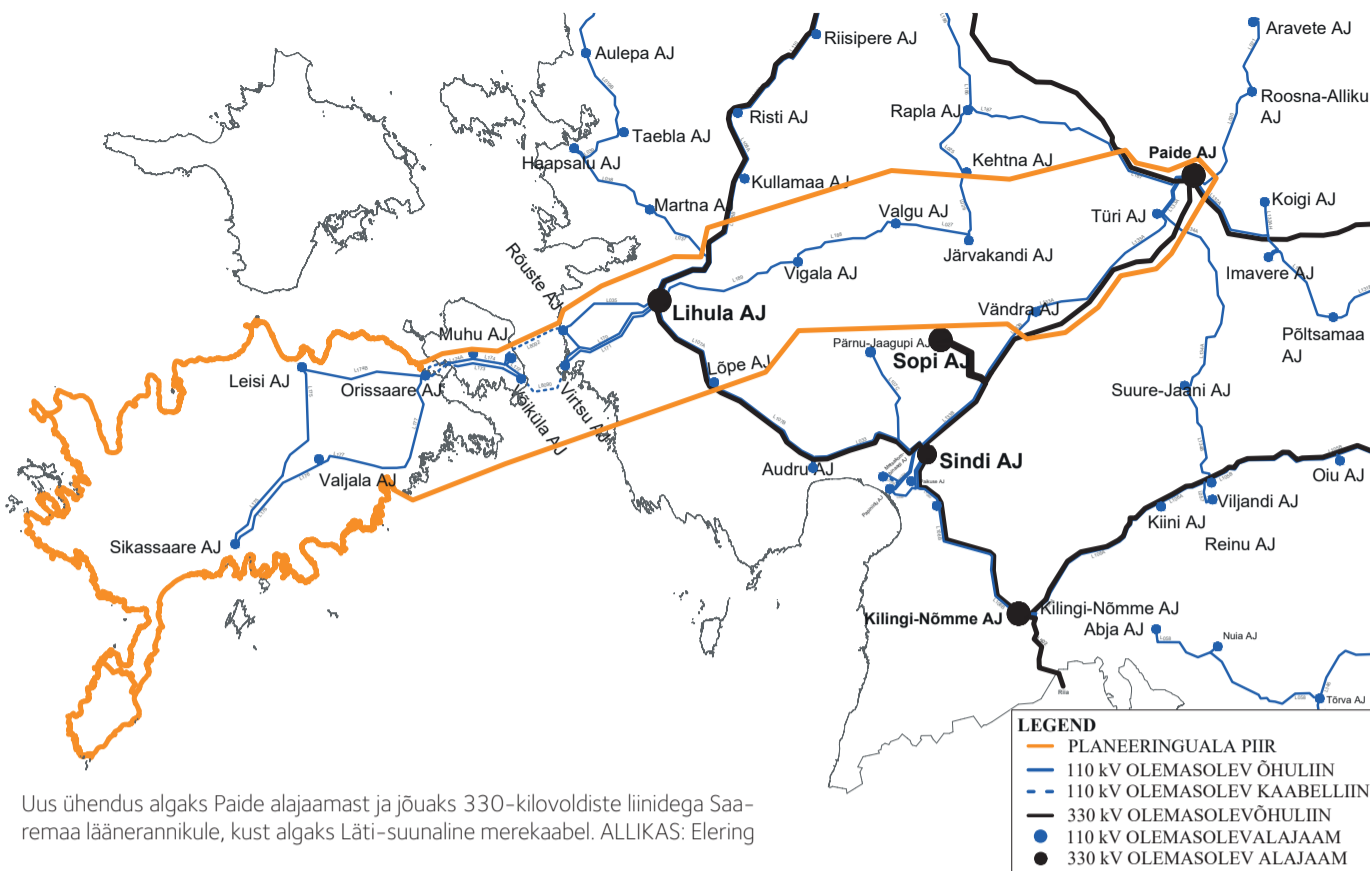 Aulepa AJ
Riisipere AJ
Aravete AJ
Roosna-Alliku
AJ
Rapla AJ
Risti AJ
Taebla AJ
Haapsalu AJ
Paide AJ
Kehtna AJ
Kullamaa AJ
Koigi AJ
Martna AJ
Valgu AJ
Türi AJ
Rõuste AJ
Järvakandi AJ
Vigala AJ
Imavere AJ
Lihula AJ
Vändra AJ
Muhu AJ
Põltsamaa
AJ
Pärnu-Jaagupi AJ
Sopi AJ
Leisi AJ
Lõpe AJ
Orissaare AJ
Võiküla AJ
Virtsu AJ
Suure-Jaani AJ
Valjala AJ
Audru AJ
Sindi AJ
Oiu AJ
Viljandi AJ
Kiini AJ
Reinu AJ
Sikassaare AJ
Kilingi-Nõmme AJ
Kilingi-Nõmme AJ
Abja AJ
Nuia AJ
Riia
Tõrva AJ
LEGEND
PLANEERINGUALA PIIR
110 kV OLEMASOLEV ÕHULIIN
110 kV OLEMASOLEV KAABELLIIN
330 kV OLEMASOLEVÕHULIIN
110 kV OLEMASOLEVALAJAAM
330 kV OLEMASOLEV ALAJAAM
Uus ühendus algaks Paide alajaamast ja jõuaks 330-kilovoldiste liinidega Saa-
remaa läänerannikule, kust algaks Läti-suunaline merekaabel. ALLIKAS: Elering